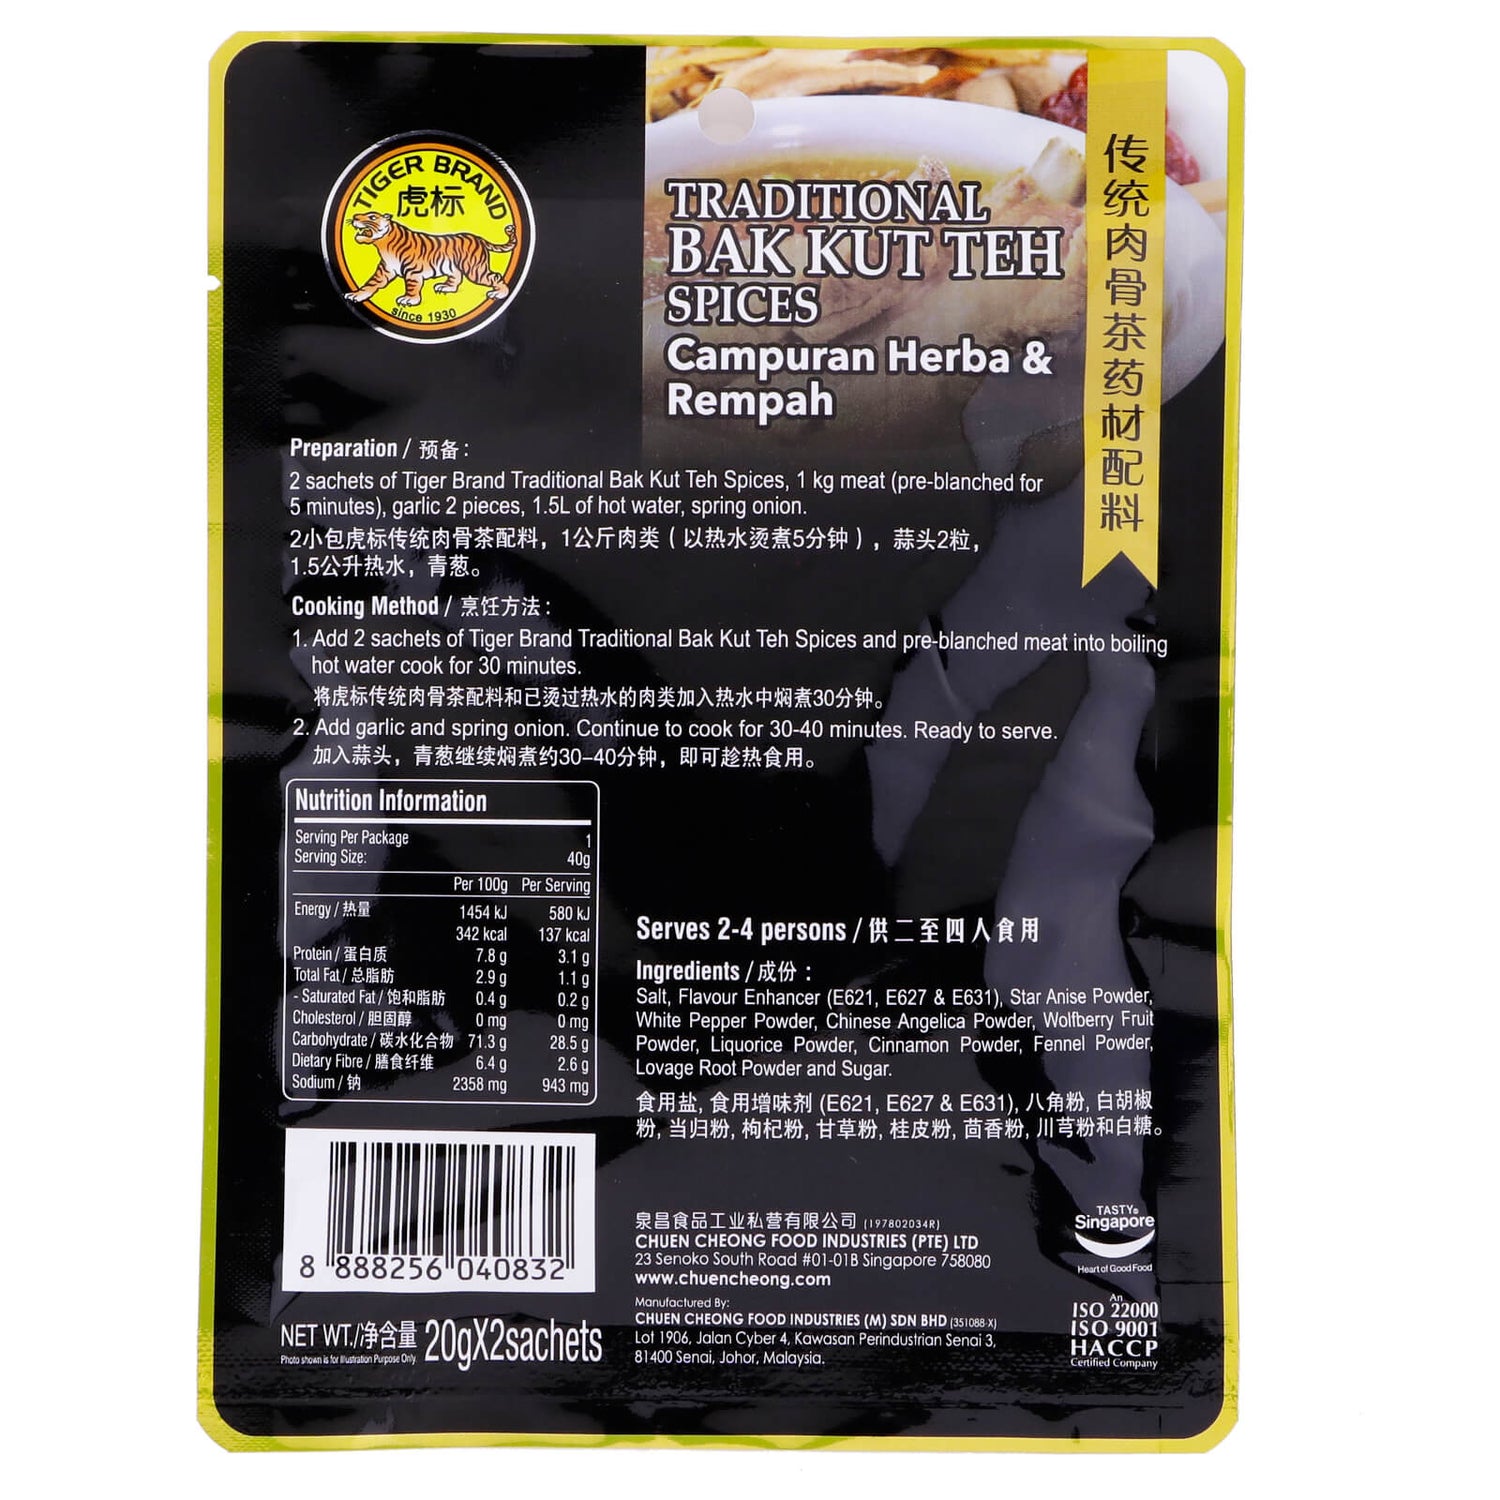 TIGER BRAND
虎标
since 1930
TRADITIONAL
BAK KUT TEH
SPICES
Campuran Herba &
Rempah
传统肉骨茶药材配料
Preparation / 预备：
2 sachets of Tiger Brand Traditional Bak Kut Teh Spices, 1 kg meat (pre-blanched for
5 minutes), garlic 2 pieces, 1.5L of hot water, spring onion.
2小包虎标传统肉骨茶配料，1公斤肉类（以热水烫煮5分钟），蒜头2粒，
1.5公升热水，青葱。
Cooking Method / 烹饪方法：
1. Add 2 sachets of Tiger Brand Traditional Bak Kut Teh Spices and pre-blanched meat into boiling
hot water cook for 30 minutes.
将虎标传统肉骨茶配料和已烫过热水的肉类加入热水中焖煮30分钟。
2. Add garlic and spring onion. Continue to cook for 30-40 minutes. Ready to serve.
加入蒜头，青葱继续焖煮约30–40分钟，即可趁热食用。
Nutrition Information
Serving Per Package 1
Serving Size: 40g
Per 100g Per Serving
Energy / 热量 1454 kJ 580 kJ
342 kcal 137 kcal
Protein / 蛋白质 7.8 g 3.1 g
Total Fat / 总脂肪 2.9 g 1.1 g
- Saturated Fat / 饱和脂肪 0.4 g 0.2 g
Cholesterol / 胆固醇 0 mg 0 mg
Carbohydrate / 碳水化合物 71.3 g 28.5 g
Dietary Fibre / 膳食纤维 6.4 g 2.6 g
Sodium / 钠 2358 mg 943 mg
8 888256 040832
NET WT./净含量 20gX2sachets
Photo shown is for Illustration Purpose Only.
Serves 2-4 persons / 供二至四人食用
Ingredients / 成份：
Salt, Flavour Enhancer (E621, E627 & E631), Star Anise Powder,
White Pepper Powder, Chinese Angelica Powder, Wolfberry Fruit
Powder, Liquorice Powder, Cinnamon Powder, Fennel Powder,
Lovage Root Powder and Sugar.
食用盐, 食用增味剂 (E621, E627 & E631), 八角粉, 白胡椒
粉, 当归粉, 枸杞粉, 甘草粉, 桂皮粉, 茴香粉, 川芎粉和白糖。
泉昌食品工业私营有限公司 (197802034R)
CHUEN CHEONG FOOD INDUSTRIES (PTE) LTD
23 Senoko South Road #01-01B Singapore 758080
www.chuencheong.com
Manufactured By:
CHUEN CHEONG FOOD INDUSTRIES (M) SDN BHD (351088-X)
Lot 1906, Jalan Cyber 4, Kawasan Perindustrian Senai 3,
81400 Senai, Johor, Malaysia.
TASTY®
Singapore
Heart of Good Food
An
ISO 22000
ISO 9001
HACCP
Certified Company